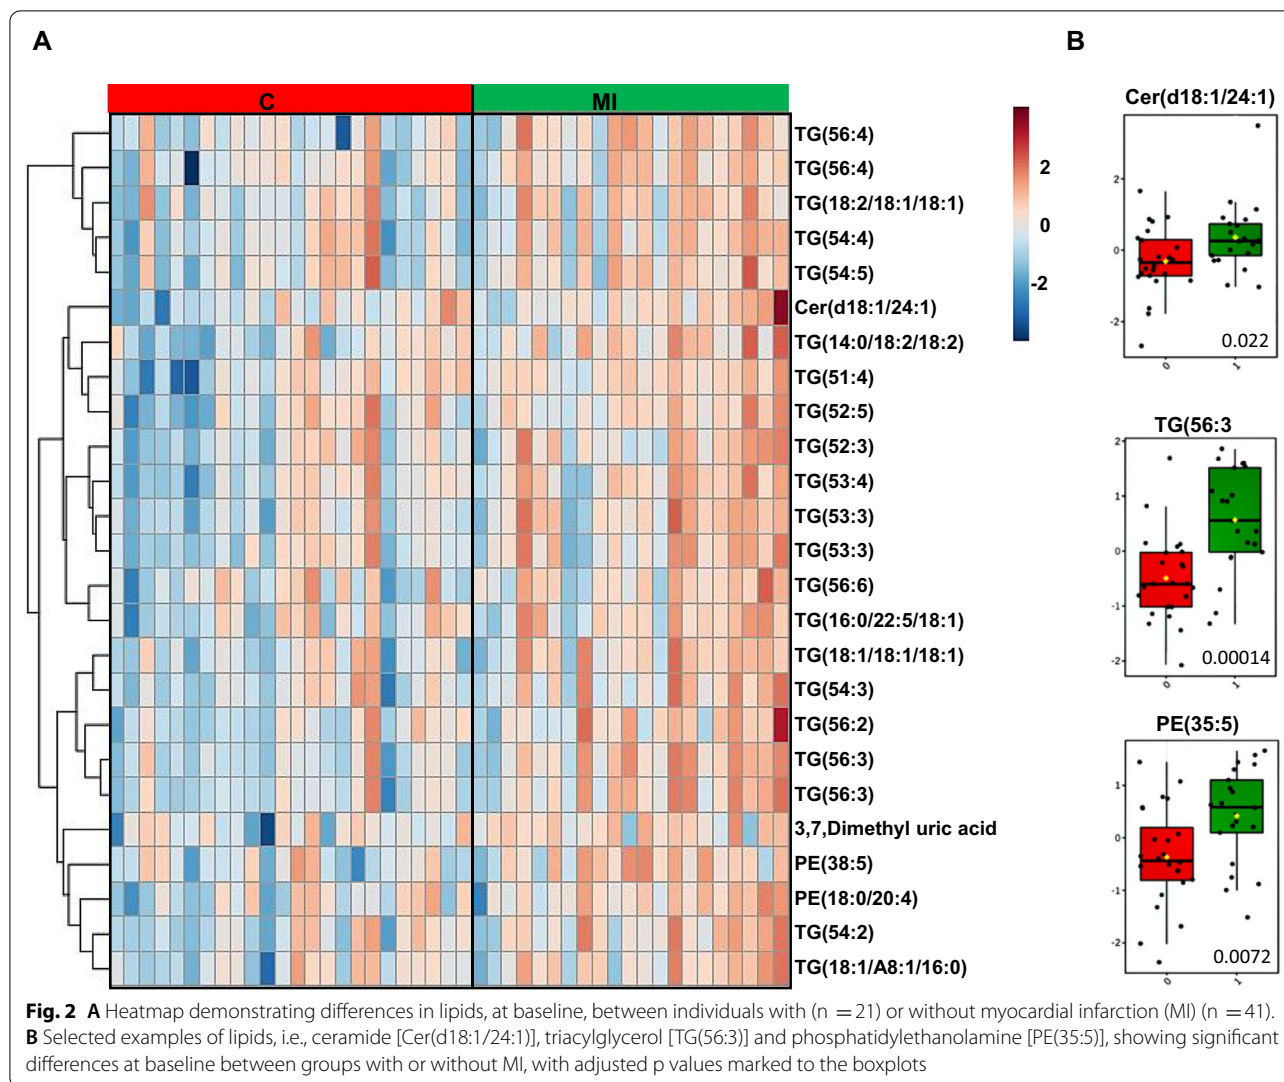 A
B
C
MI
TG(56:4)
TG(56:4)
TG(18:2/18:1/18:1)
TG(54:4)
TG(54:5)
Cer(d18:1/24:1)
TG(14:0/18:2/18:2)
TG(51:4)
TG(52:5)
TG(52:3)
TG(53:4)
TG(53:3)
TG(53:3)
TG(56:6)
TG(16:0/22:5/18:1)
TG(18:1/18:1/18:1)
TG(54:3)
TG(56:2)
TG(56:3)
TG(56:3)
3,7,Dimethyl uric acid
PE(38:5)
PE(18:0/20:4)
TG(54:2)
TG(18:1/A8:1/16:0)
2
0
-2
Cer(d18:1/24:1)
2
0
-2
0.022
0
1
TG(56:3
2
1
0
-1
-2
0.00014
0
1
PE(35:5)
1
0
-1
-2
0.0072
0
1
Fig. 2 A Heatmap demonstrating differences in lipids, at baseline, between individuals with (n = 21) or without myocardial infarction (MI) (n = 41).
B Selected examples of lipids, i.e., ceramide [Cer(d18:1/24:1)], triacylglycerol [TG(56:3)] and phosphatidylethanolamine [PE(35:5)], showing significant
differences at baseline between groups with or without MI, with adjusted p values marked to the boxplots